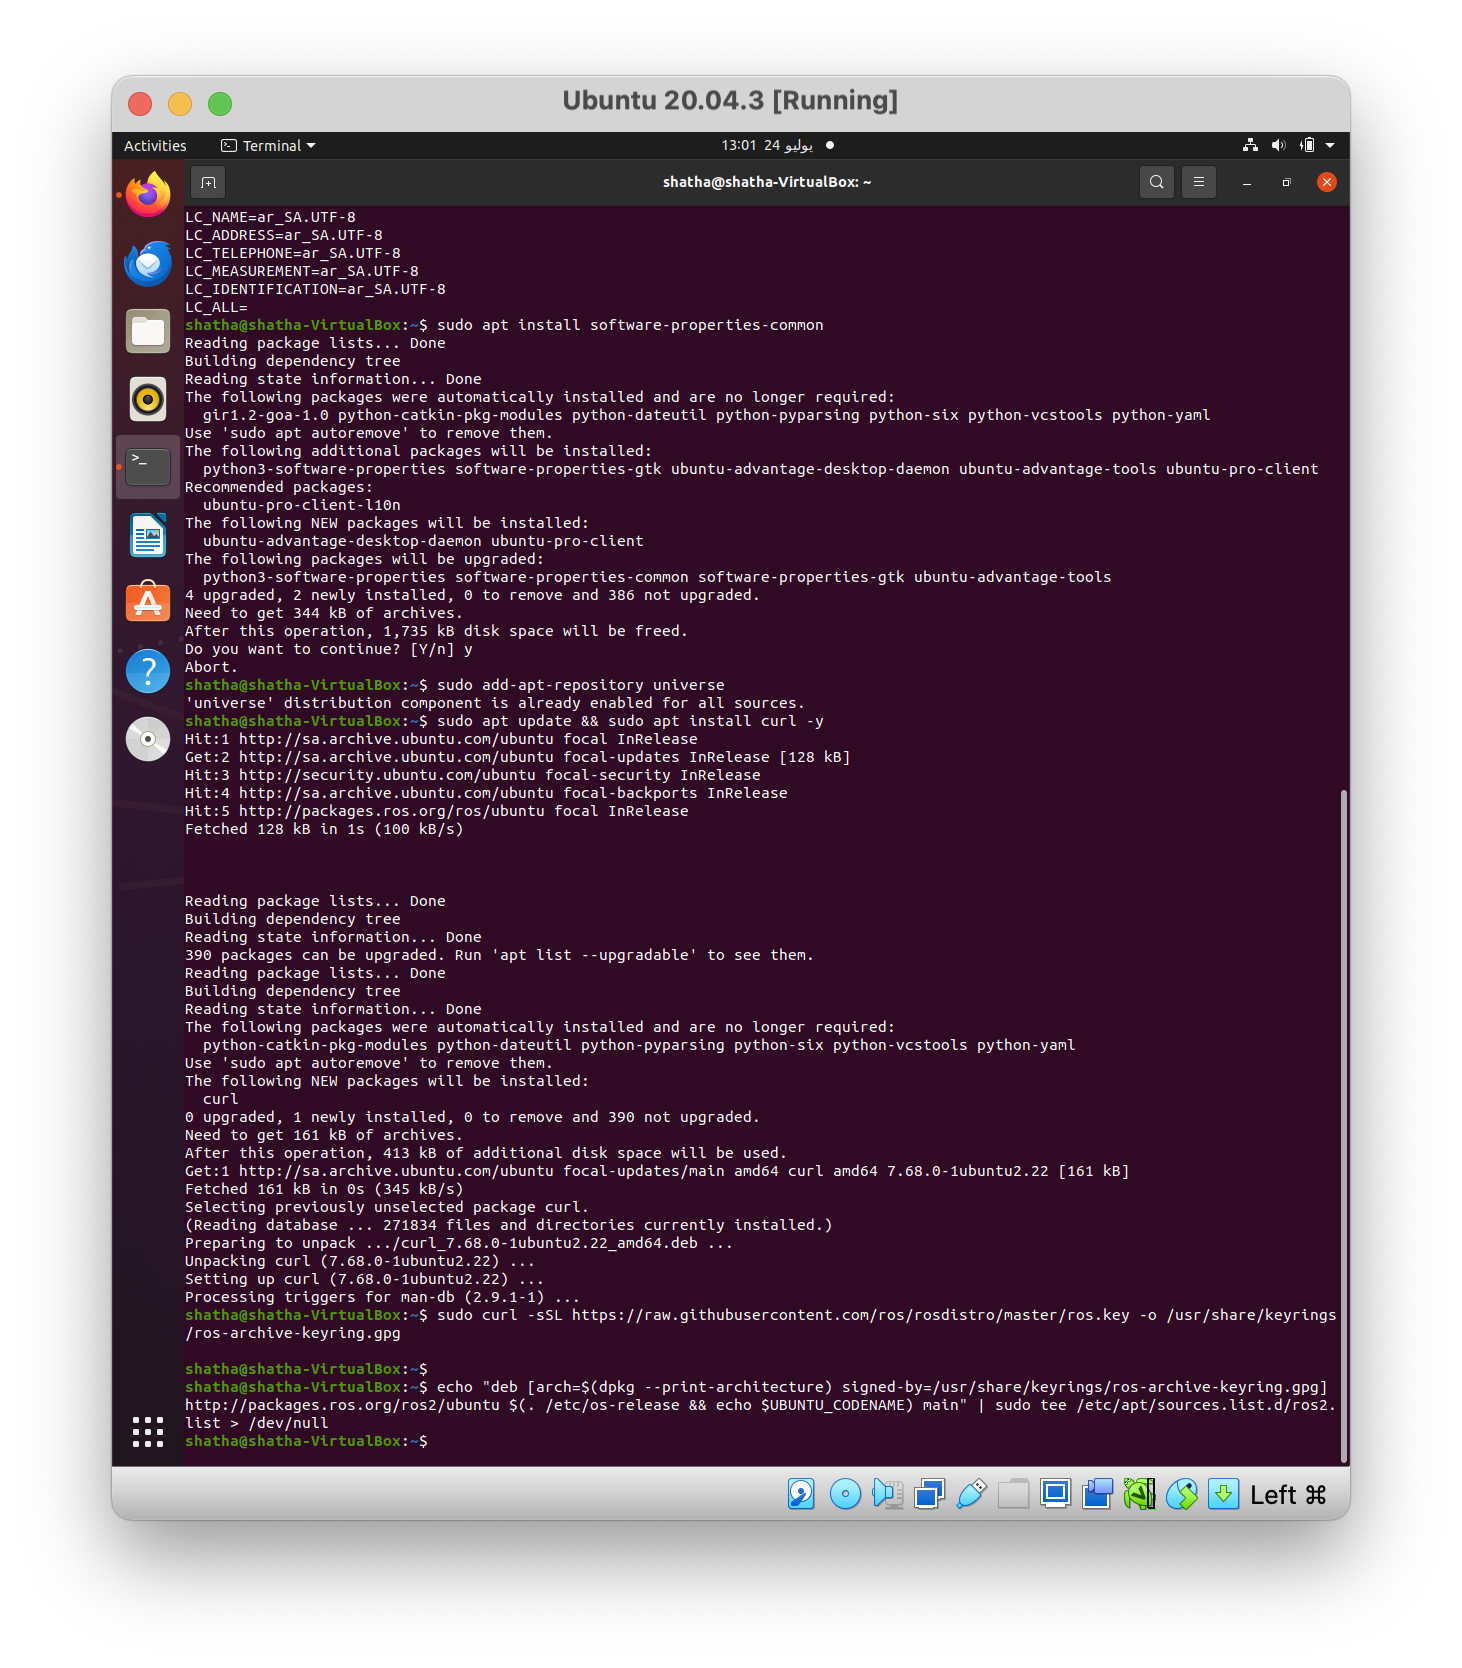 Ubuntu 20.04.3 [Running]
Activities
Terminal
13:01 24 يوليو
shatha@shatha-VirtualBox: ~
LC_NAME=ar_SA.UTF-8
LC_ADDRESS=ar_SA.UTF-8
LC_TELEPHONE=ar_SA.UTF-8
LC_MEASUREMENT=ar_SA.UTF-8
LC_IDENTIFICATION=ar_SA.UTF-8
LC_ALL=
shatha@shatha-VirtualBox:~$ sudo apt install software-properties-common
Reading package lists... Done
Building dependency tree
Reading state information... Done
The following packages were automatically installed and are no longer required:
  gir1.2-goa-1.0 python-catkin-pkg-modules python-dateutil python-pyparsing python-six python-vcstools python-yaml
Use 'sudo apt autoremove' to remove them.
The following additional packages will be installed:
  python3-software-properties software-properties-gtk ubuntu-advantage-desktop-daemon ubuntu-advantage-tools ubuntu-pro-client
Recommended packages:
  ubuntu-pro-client-l10n
The following NEW packages will be installed:
  ubuntu-advantage-desktop-daemon ubuntu-pro-client
The following packages will be upgraded:
  python3-software-properties software-properties-common software-properties-gtk ubuntu-advantage-tools
4 upgraded, 2 newly installed, 0 to remove and 386 not upgraded.
Need to get 344 kB of archives.
After this operation, 1,735 kB disk space will be freed.
Do you want to continue? [Y/n] y
Abort.
shatha@shatha-VirtualBox:~$ sudo add-apt-repository universe
'universe' distribution component is already enabled for all sources.
shatha@shatha-VirtualBox:~$ sudo apt update && sudo apt install curl -y
Hit:1 http://sa.archive.ubuntu.com/ubuntu focal InRelease
Get:2 http://sa.archive.ubuntu.com/ubuntu focal-updates InRelease [128 kB]
Hit:3 http://security.ubuntu.com/ubuntu focal-security InRelease
Hit:4 http://sa.archive.ubuntu.com/ubuntu focal-backports InRelease
Hit:5 http://packages.ros.org/ros/ubuntu focal InRelease
Fetched 128 kB in 1s (100 kB/s)
Reading package lists... Done
Building dependency tree
Reading state information... Done
390 packages can be upgraded. Run 'apt list --upgradable' to see them.
Reading package lists... Done
Building dependency tree
Reading state information... Done
The following packages were automatically installed and are no longer required:
  python-catkin-pkg-modules python-dateutil python-pyparsing python-six python-vcstools python-yaml
Use 'sudo apt autoremove' to remove them.
The following NEW packages will be installed:
  curl
0 upgraded, 1 newly installed, 0 to remove and 390 not upgraded.
Need to get 161 kB of archives.
After this operation, 413 kB of additional disk space will be used.
Get:1 http://sa.archive.ubuntu.com/ubuntu focal-updates/main amd64 curl amd64 7.68.0-1ubuntu2.22 [161 kB]
Fetched 161 kB in 0s (345 kB/s)
Selecting previously unselected package curl.
(Reading database ... 271834 files and directories currently installed.)
Preparing to unpack .../curl_7.68.0-1ubuntu2.22_amd64.deb ...
Unpacking curl (7.68.0-1ubuntu2.22) ...
Setting up curl (7.68.0-1ubuntu2.22) ...
Processing triggers for man-db (2.9.1-1) ...
shatha@shatha-VirtualBox:~$ sudo curl -sSL https://raw.githubusercontent.com/ros/rosdistro/master/ros.key -o /usr/share/keyrings
/ros-archive-keyring.gpg
shatha@shatha-VirtualBox:~$
shatha@shatha-VirtualBox:~$ echo "deb [arch=$(dpkg --print-architecture) signed-by=/usr/share/keyrings/ros-archive-keyring.gpg]
http://packages.ros.org/ros2/ubuntu $(. /etc/os-release && echo $UBUNTU_CODENAME) main" | sudo tee /etc/apt/sources.list.d/ros2.
list > /dev/null
shatha@shatha-VirtualBox:~$
Left ⌘